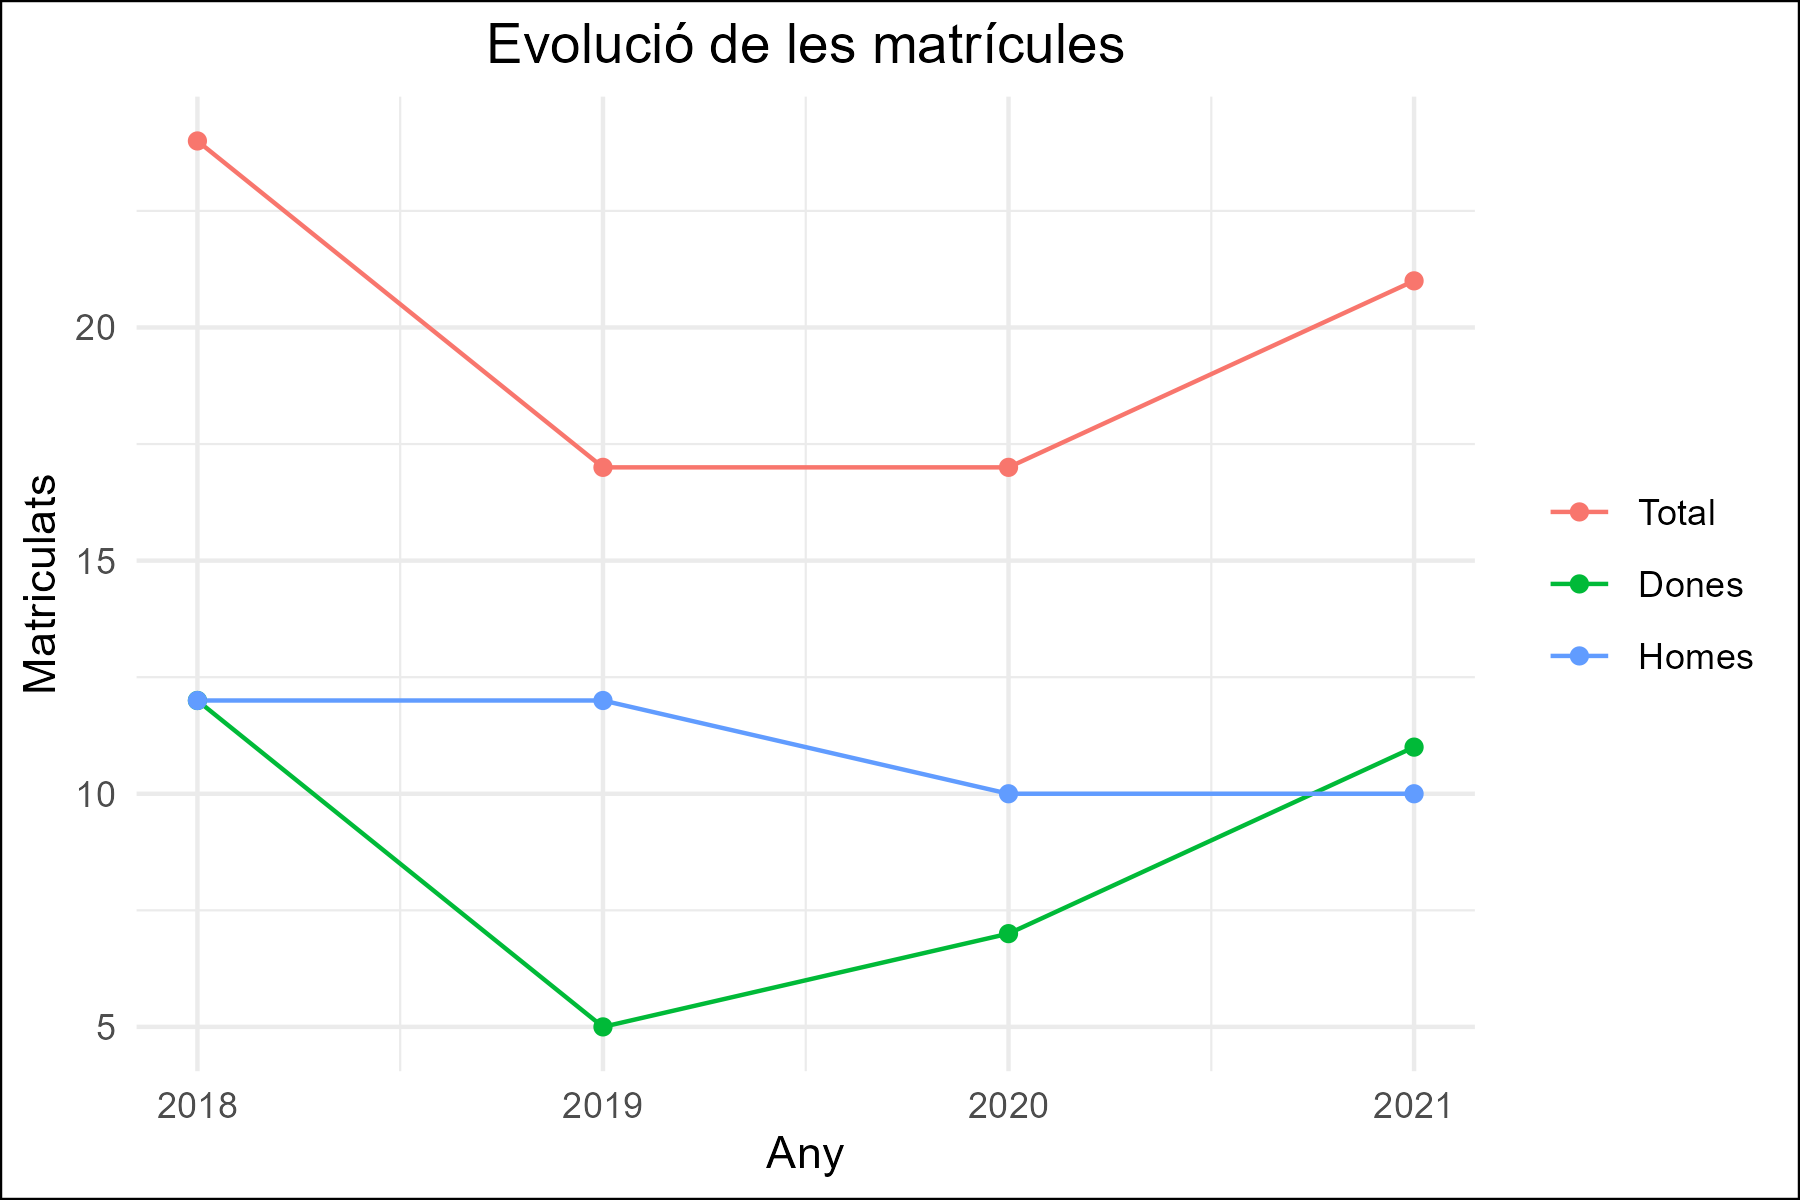 Evolució de les matrícules
Matriculats
20
15
10
5
2018 2019 2020 2021
Any
Total
Dones
Homes